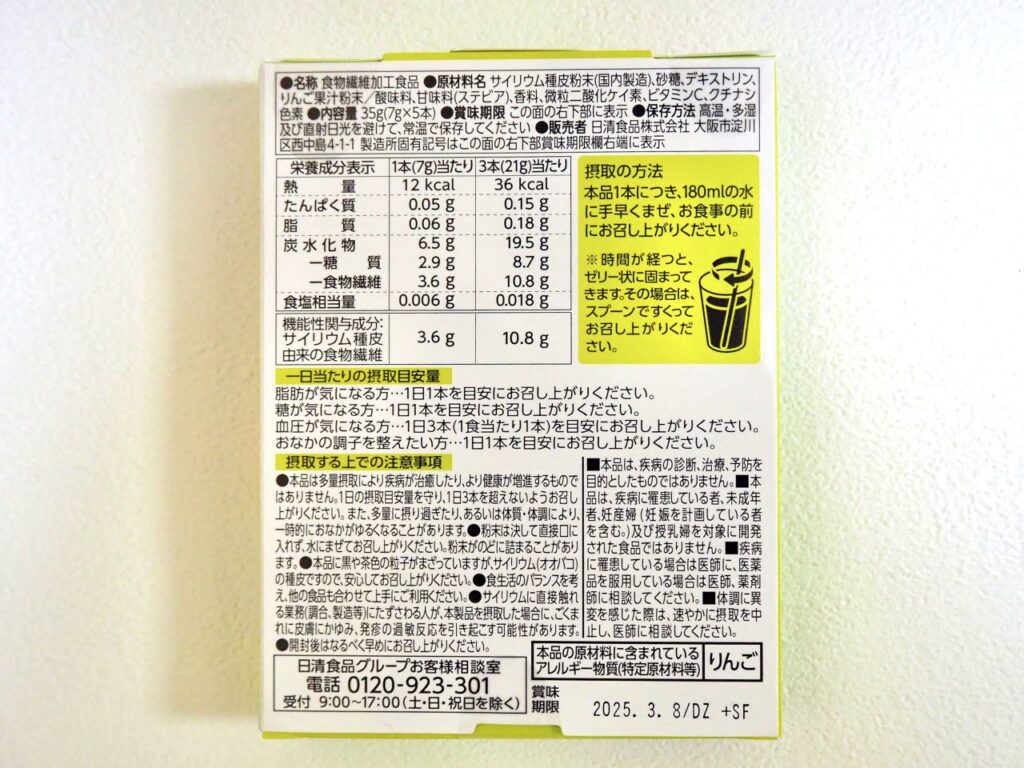 ●名称 食物繊維加工食品 ●原材料名 サイリウム種皮粉末(国内製造)、砂糖、デキストリン、
りんご果汁粉末／酸味料、甘味料(ステビア)、香料、微粒二酸化ケイ素、ビタミンC、クチナシ
色素 ●内容量 35g(7g×5本) ●賞味期限 この面の右下部に表示 ●保存方法 高温・多湿
及び直射日光を避けて、常温で保存してください ●販売者 日清食品株式会社 大阪市淀川
区西中島4-1-1 製造所固有記号はこの面の右下部賞味期限欄右端に表示
栄養成分表示 1本(7g)当たり 3本(21g)当たり
熱量 12 kcal 36 kcal
たんぱく質 0.05 g 0.15 g
脂質 0.06 g 0.18 g
炭水化物 6.5 g 19.5 g
－糖質 2.9 g 8.7 g
－食物繊維 3.6 g 10.8 g
食塩相当量 0.006 g 0.018 g
機能性関与成分:
サイリウム種皮 3.6 g 10.8 g
由来の食物繊維
摂取の方法
本品1本につき、180mlの水
に手早くまぜ、お食事の前
にお召し上がりください。
※時間が経つと、
ゼリー状に固まって
きます。その場合は、
スプーンですくって
お召し上がりくだ
さい。
一日当たりの摂取目安量
脂肪が気になる方…1日1本を目安にお召し上がりください。
糖が気になる方…1日1本を目安にお召し上がりください。
血圧が気になる方…1日3本(1食当たり1本)を目安にお召し上がりください。
おなかの調子を整えたい方…1日1本を目安にお召し上がりください。
摂取する上での注意事項
●本品は多量摂取により疾病が治癒したり、より健康が増進するもので
はありません。1日の摂取目安量を守り、1日3本を超えないようお召し
上がりください。また、多量に摂り過ぎたり、あるいは体質・体調により、
一時的におなかがゆるくなることがあります。●粉末は決して直接口に
入れず、水にまぜてお召し上がりください。粉末がのどに詰まることがあり
ます。●本品に黒や茶色の粒子がまざっていますが、サイリウム(オオバコ)
の種皮ですので、安心してお召し上がりください。●食生活のバランスを考
え、他の食品も合わせて上手にご利用ください。●サイリウムに直接触れ
る業務(調合、製造等)にたずさわる人が、本製品を摂取した場合に、ごくま
れに皮膚にかゆみ、発疹の過敏反応を引き起こす可能性があります。
●開封後はなるべく早めにお召し上がりください。
■本品は、疾病の診断、治療、予防を
目的としたものではありません。■本
品は、疾病に罹患している者、未成年
者、妊産婦(妊娠を計画している者
を含む。)及び授乳婦を対象に開発
された食品ではありません。■疾病
に罹患している場合は医師に、医薬
品を服用している場合は医師、薬剤
師に相談してください。■体調に異
変を感じた際は、速やかに摂取を中
止し、医師に相談してください。
日清食品グループお客様相談室
電話 0120-923-301
受付 9:00～17:00(土・日・祝日を除く)
本品の原材料に含まれている
アレルギー物質(特定原材料等) りんご
賞味
期限 2025. 3. 8/DZ +SF